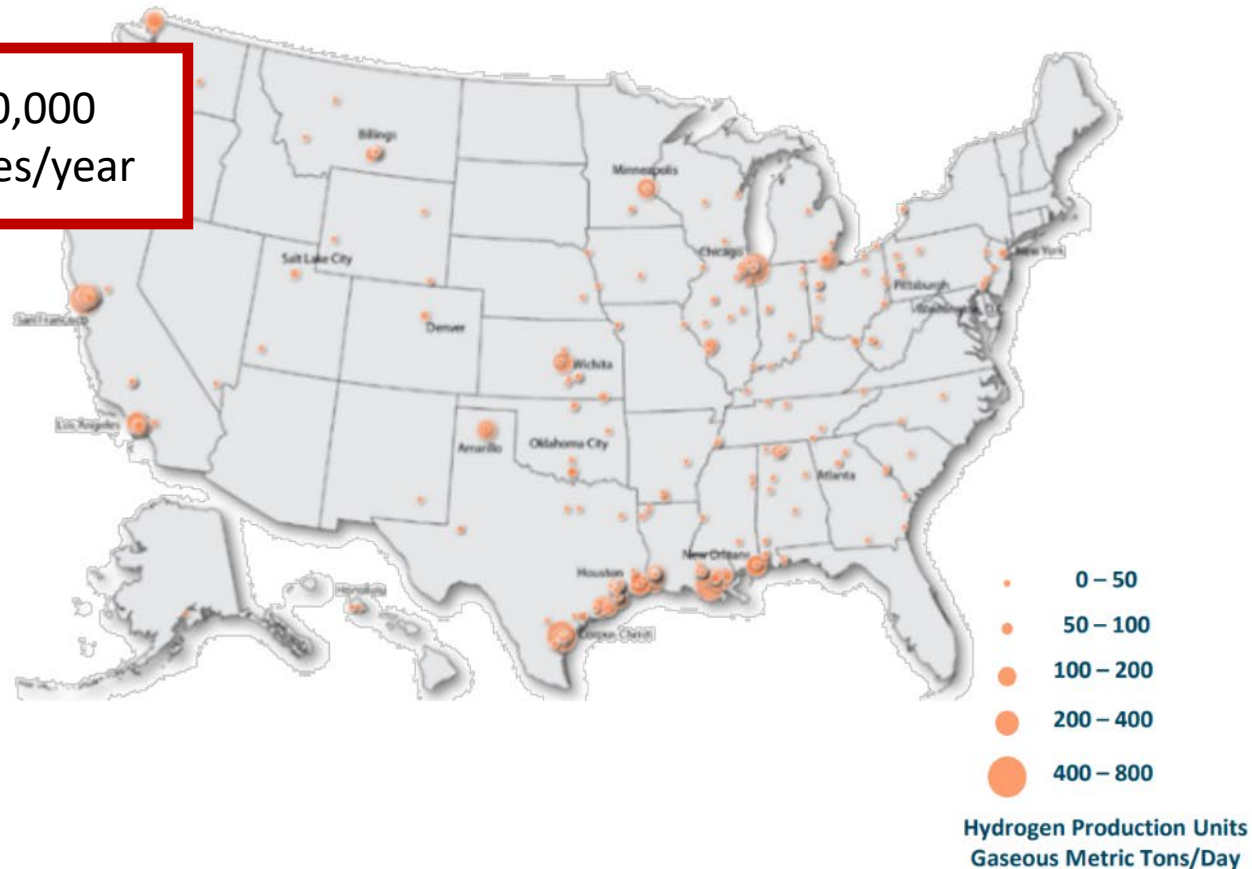 0,000
es/year
Billings
Minneapolis
Salt Lake City
Chicago
New York
Pittsburgh
Washington, D.C.
San Francisco
Denver
Wichita
Los Angeles
Amarillo
Oklahoma City
Atlanta
New Orleans
Houston
Honolulu
Corpus Christi
0 – 50
50 – 100
100 – 200
200 – 400
400 – 800
Hydrogen Production Units
Gaseous Metric Tons/Day